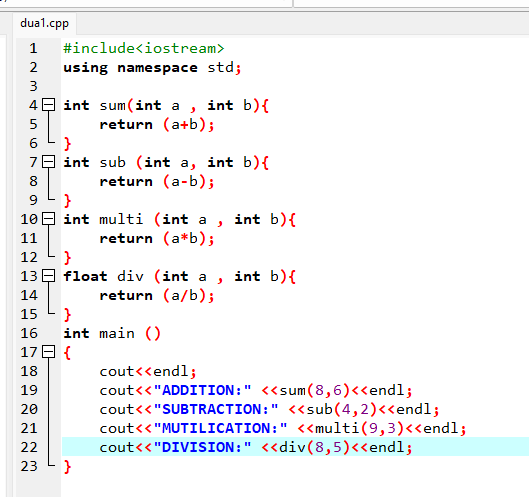 dua1.cpp
1 #include<iostream>
2 using namespace std;
3
4 int sum(int a , int b){
5 return (a+b);
6 }
7 int sub (int a, int b){
8 return (a-b);
9 }
10 int multi (int a , int b){
11 return (a*b);
12 }
13 float div (int a , int b){
14 return (a/b);
15 }
16 int main ()
17 {
18 cout<<endl;
19 cout<<"ADDITION:" <<sum(8,6)<<endl;
20 cout<<"SUBTRACTION:" <<sub(4,2)<<endl;
21 cout<<"MUTILICATION:" <<multi(9,3)<<endl;
22 cout<<"DIVISION:" <<div(8,5)<<endl;
23 }